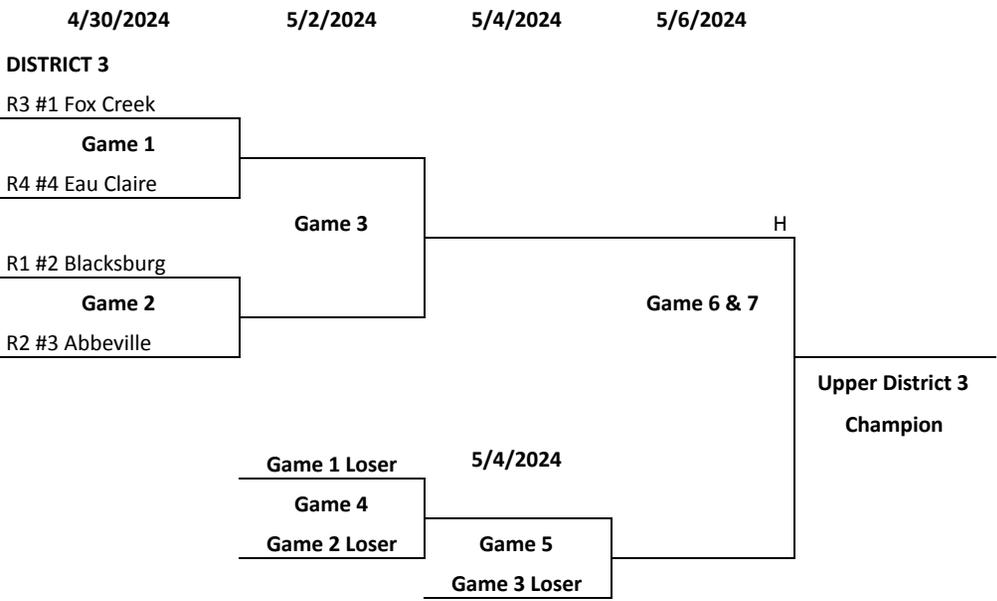 4/30/2024 5/2/2024 5/4/2024 5/6/2024
DISTRICT 3
R3 #1 Fox Creek
Game 1
R4 #4 Eau Claire
Game 3
H
R1 #2 Blacksburg
Game 2
Game 6 & 7
R2 #3 Abbeville
Upper District 3
Champion
Game 1 Loser
5/4/2024
Game 4
Game 2 Loser
Game 5
Game 3 Loser